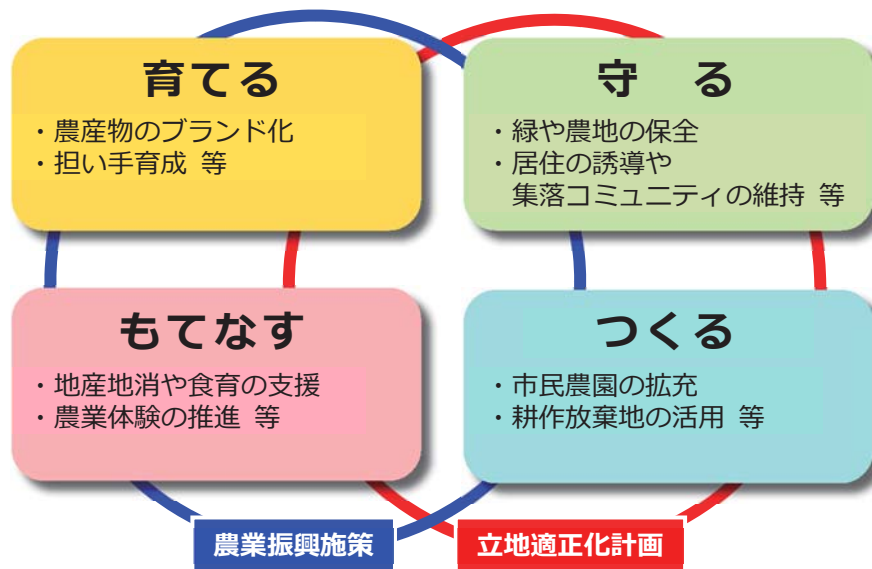 育てる
・農産物のブランド化
・担い手育成 等
守 る
・緑や農地の保全
・居住の誘導や
集落コミュニティの維持 等
もてなす
・地産地消や食育の支援
・農業体験の推進 等
つくる
・市民農園の拡充
・耕作放棄地の活用 等
農業振興施策
立地適正化計画